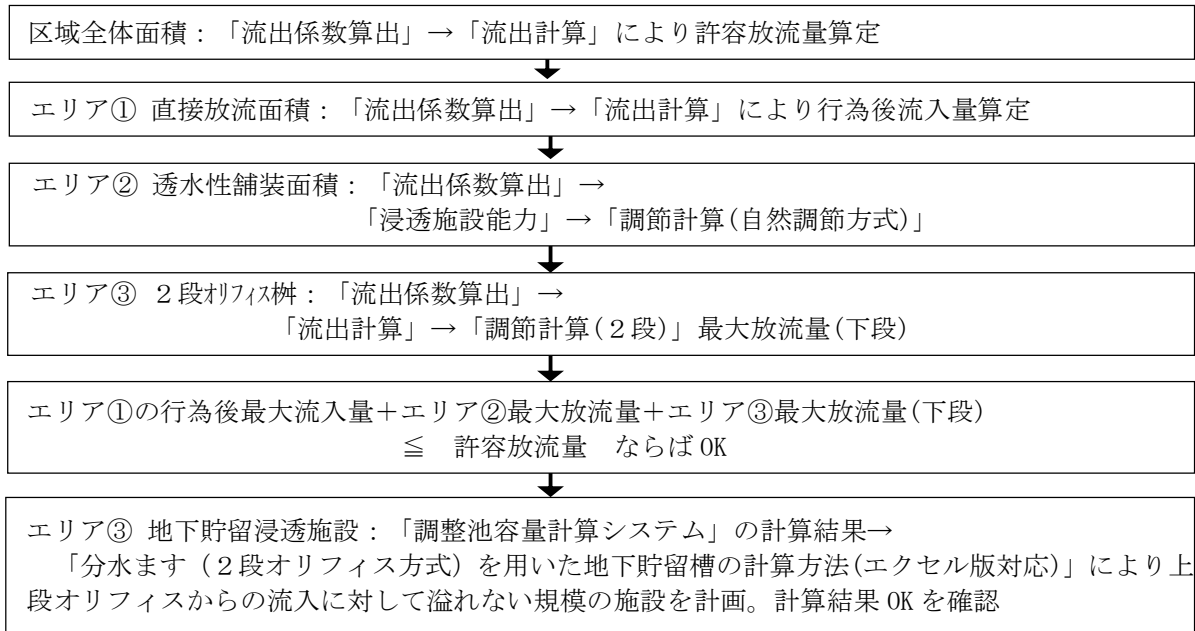 区域全体面積：「流出係数算出」→「流出計算」により許容放流量算定
エリア① 直接放流面積：「流出係数算出」→「流出計算」により行為後流入量算定
エリア② 透水性舗装面積：「流出係数算出」→
「浸透施設能力」→「調節計算(自然調節方式)」
エリア③ ２段ｵﾘﾌｨｽ桝：「流出係数算出」→
「流出計算」→「調節計算(２段)」最大放流量(下段)
エリア①の行為後最大流入量＋エリア②最大放流量＋エリア③最大放流量(下段)
≦ 許容放流量 ならば OK
エリア③ 地下貯留浸透施設：「調整池容量計算システム」の計算結果→
「分水ます（２段オリフィス方式）を用いた地下貯留槽の計算方法(エクセル版対応)」により上
段オリフィスからの流入に対して溢れない規模の施設を計画。計算結果 OK を確認